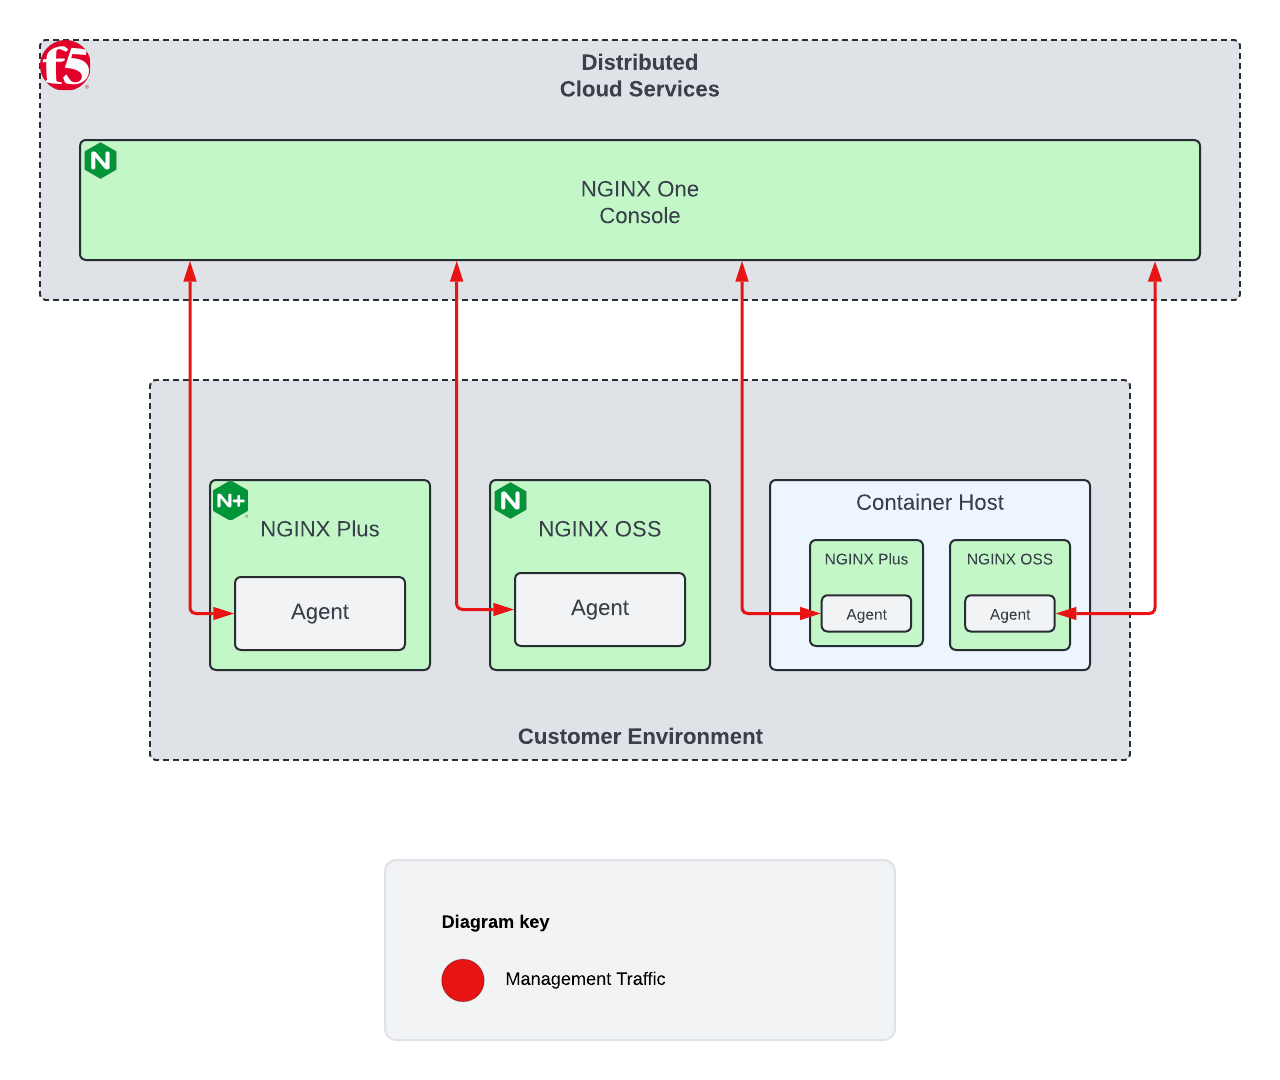 f5
Distributed
Cloud Services
N
NGINX One
Console
N+
NGINX Plus
Agent
N
NGINX OSS
Agent
Container Host
NGINX Plus
Agent
NGINX OSS
Agent
Customer Environment
Diagram key
Management Traffic